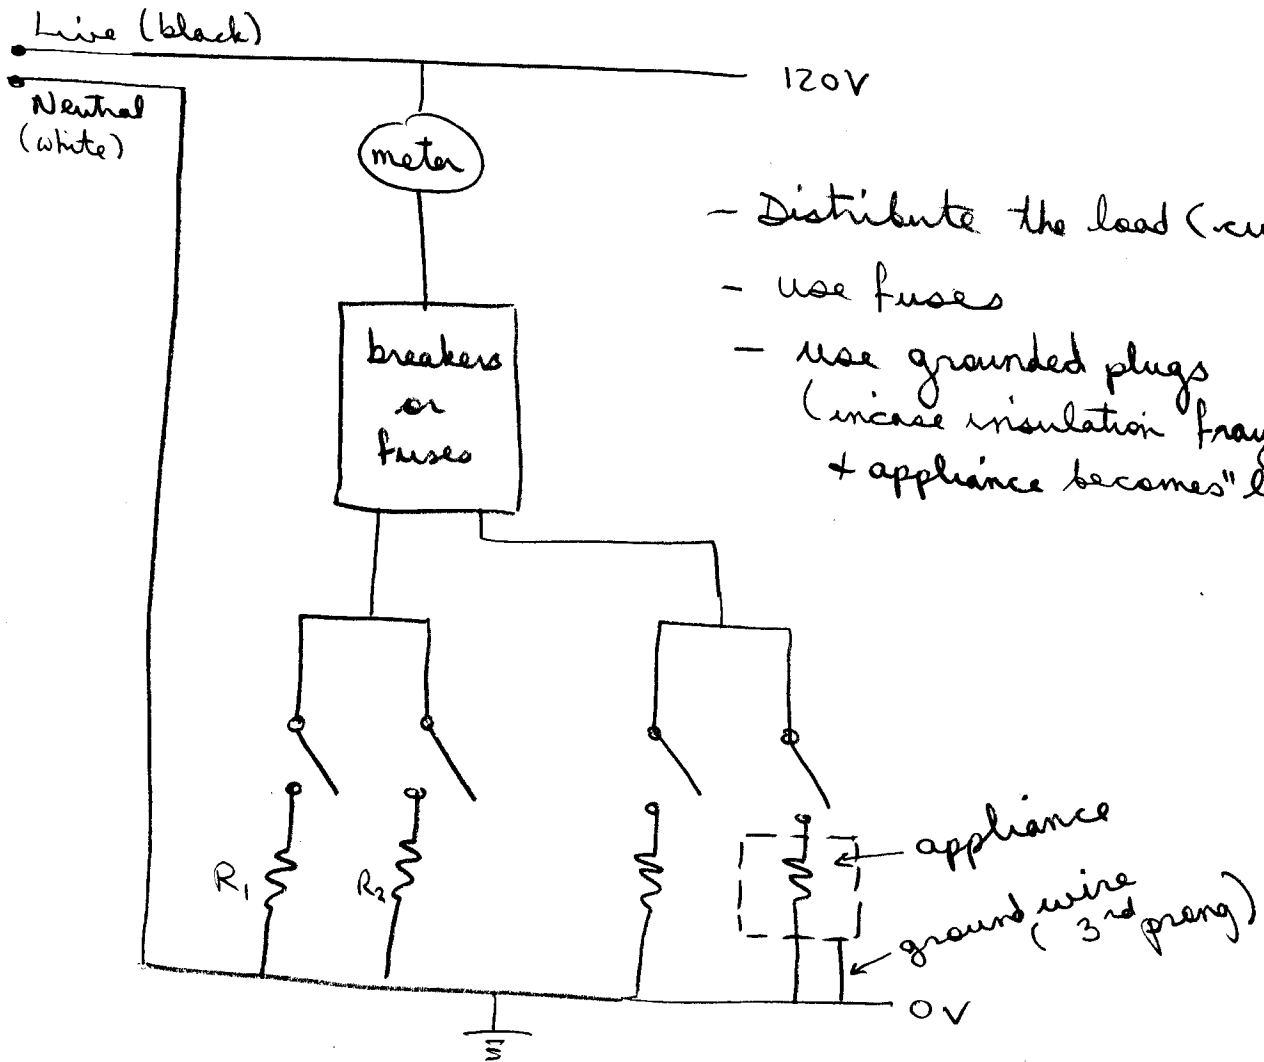 Live (black)
120V
Neutral
(white)
meter
- Distribute the load (cu
- use fuses
- use grounded plugs
(incase insulation fray
+ appliance becomes "l
breakers
or
fuses
R1
R2
appliance
ground wire
(3rd prong)
0V